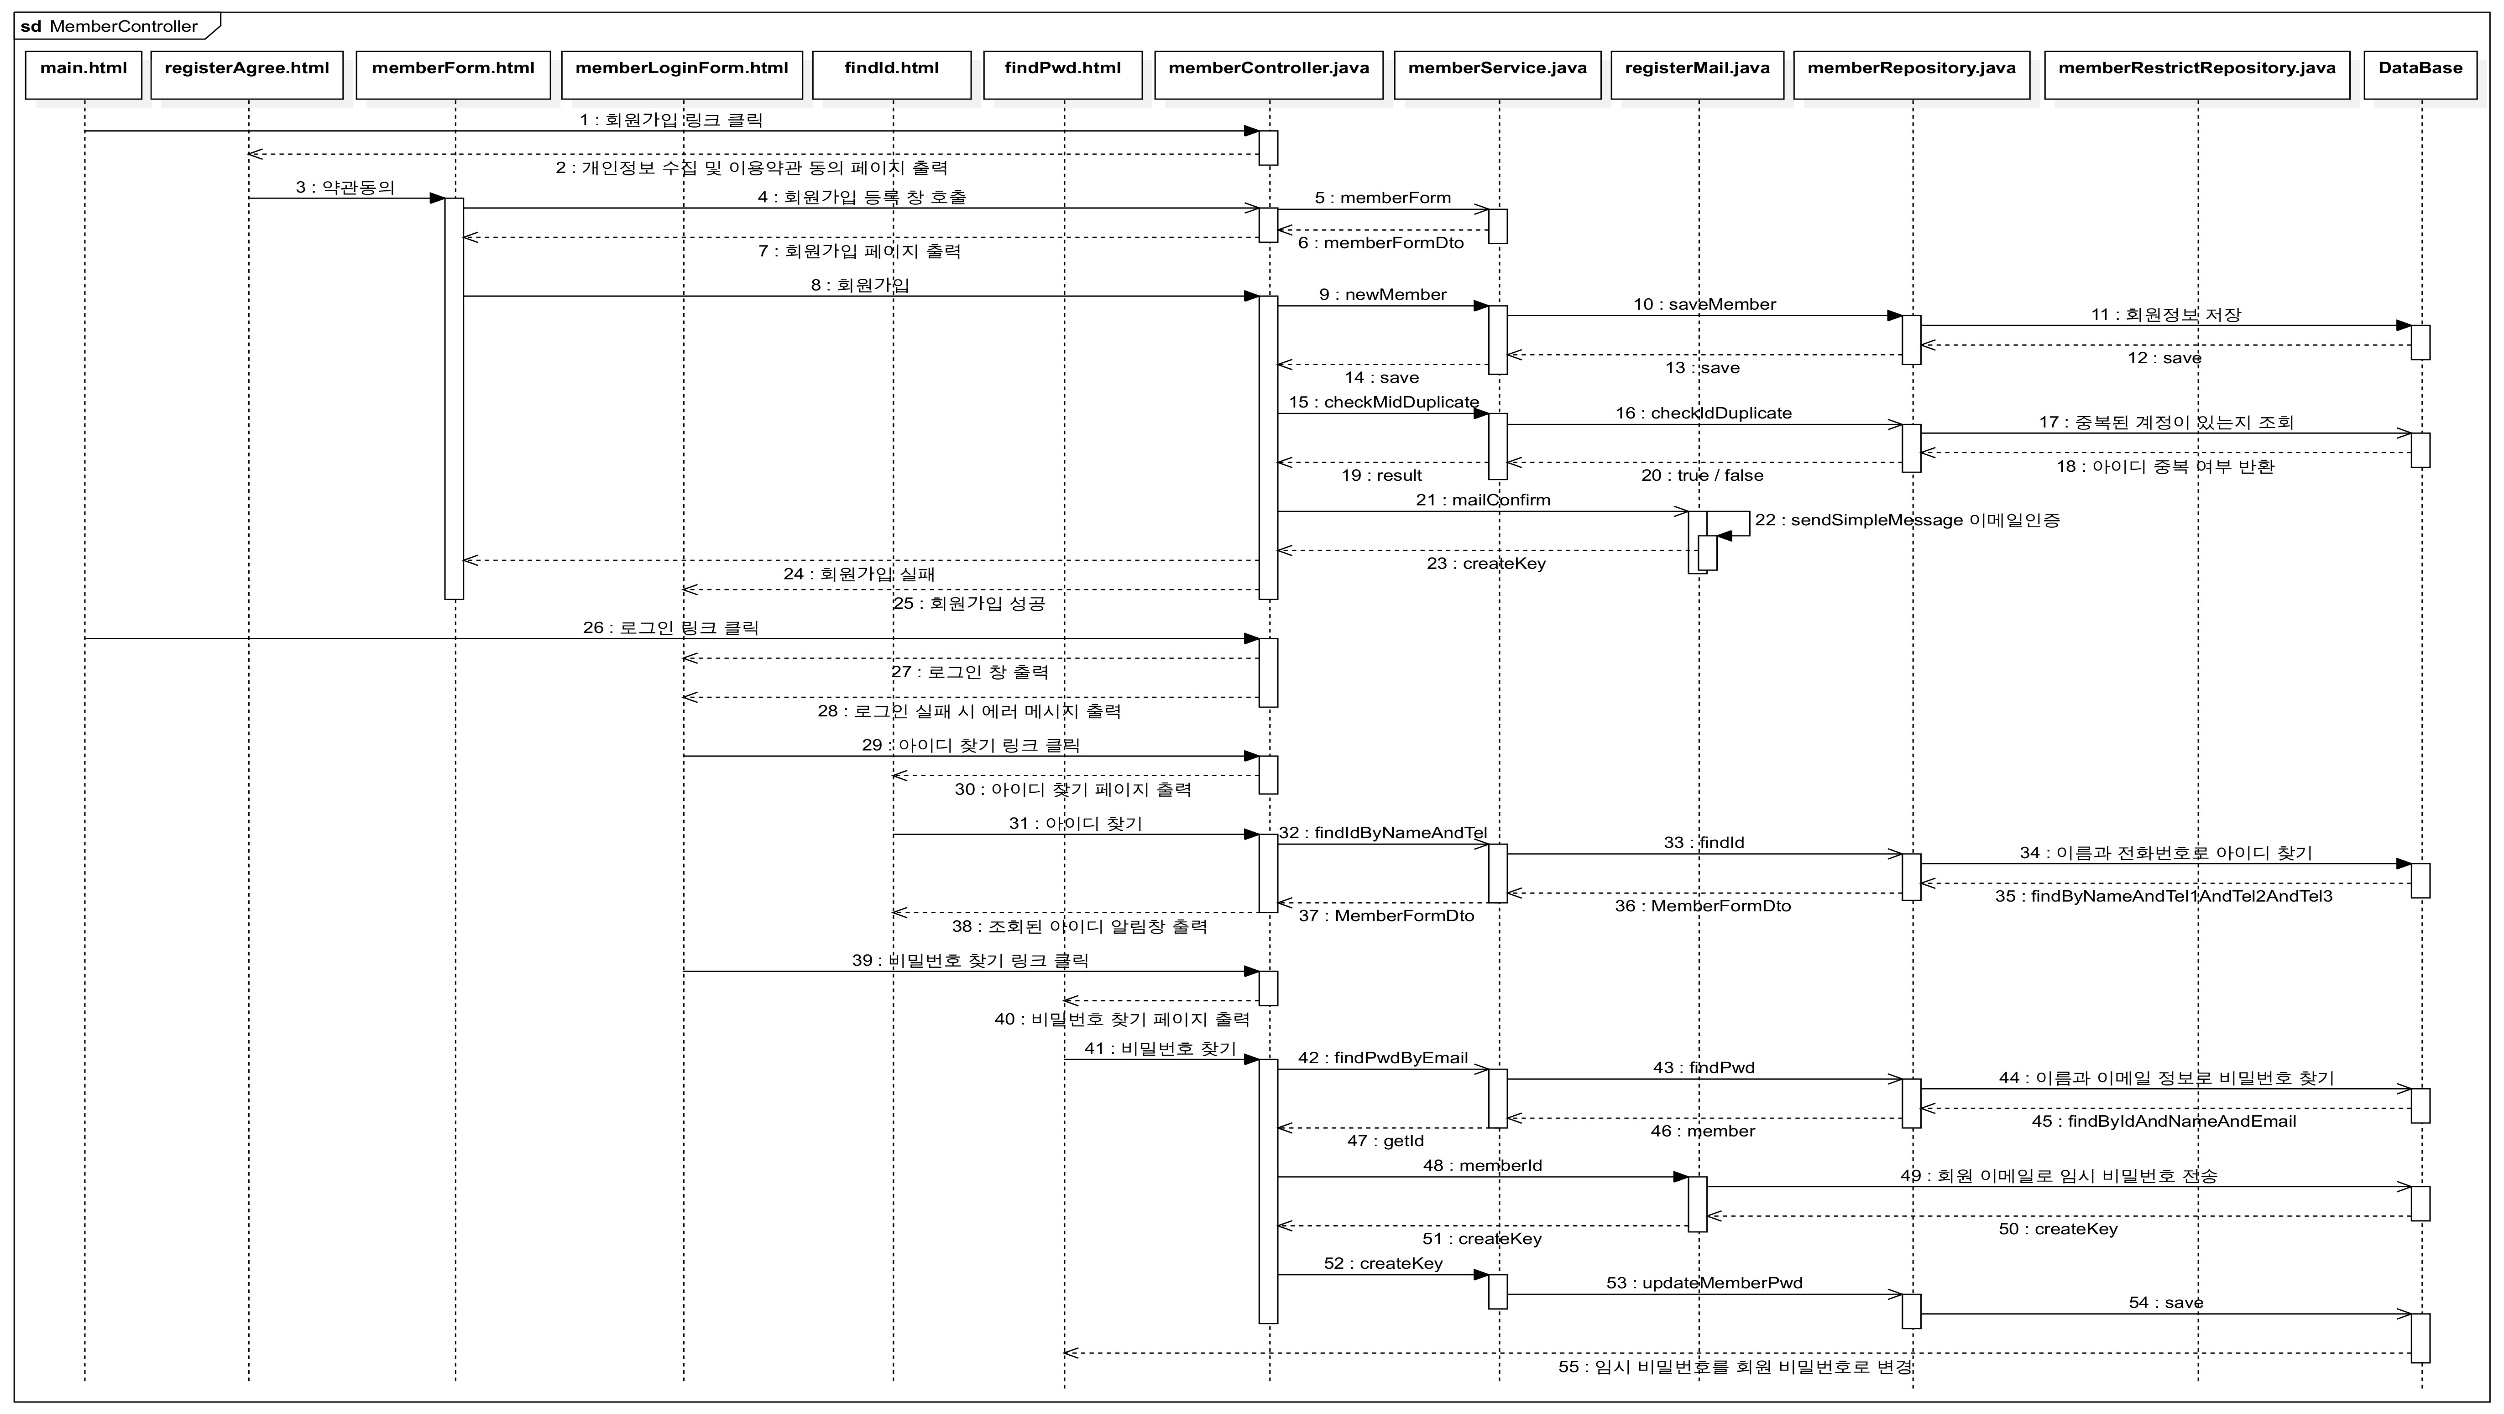 sd MemberController
main.html
registerAgree.html
memberForm.html
memberLoginForm.html
findId.html
findPwd.html
memberController.java
memberService.java
registerMail.java
memberRepository.java
memberRestrictRepository.java
DataBase
1 : 회원가입 링크 클릭
2 : 개인정보 수집 및 이용약관 동의 페이지 출력
3 : 약관동의
4 : 회원가입 등록 창 호출
5 : memberForm
6 : memberFormDto
7 : 회원가입 페이지 출력
8 : 회원가입
9 : newMember
10 : saveMember
11 : 회원정보 저장
12 : save
13 : save
14 : save
15 : checkMidDuplicate
16 : checkIdDuplicate
17 : 중복된 계정이 있는지 조회
18 : 아이디 중복 여부 반환
19 : result
20 : true / false
21 : mailConfirm
22 : sendSimpleMessage 이메일인증
23 : createKey
24 : 회원가입 실패
25 : 회원가입 성공
26 : 로그인 링크 클릭
27 : 로그인 창 출력
28 : 로그인 실패 시 에러 메시지 출력
29 : 아이디 찾기 링크 클릭
30 : 아이디 찾기 페이지 출력
31 : 아이디 찾기
32 : findIdByNameAndTel
33 : findId
34 : 이름과 전화번호로 아이디 찾기
35 : findByNameAndTel1AndTel2AndTel3
36 : MemberFormDto
37 : MemberFormDto
38 : 조회된 아이디 알림창 출력
39 : 비밀번호 찾기 링크 클릭
40 : 비밀번호 찾기 페이지 출력
41 : 비밀번호 찾기
42 : findPwdByEmail
43 : findPwd
44 : 이름과 이메일 정보로 비밀번호 찾기
45 : findByIdAndNameAndEmail
46 : member
47 : getId
48 : memberId
49 : 회원 이메일로 임시 비밀번호 전송
50 : createKey
51 : createKey
52 : createKey
53 : updateMemberPwd
54 : save
55 : 임시 비밀번호를 회원 비밀번호로 변경